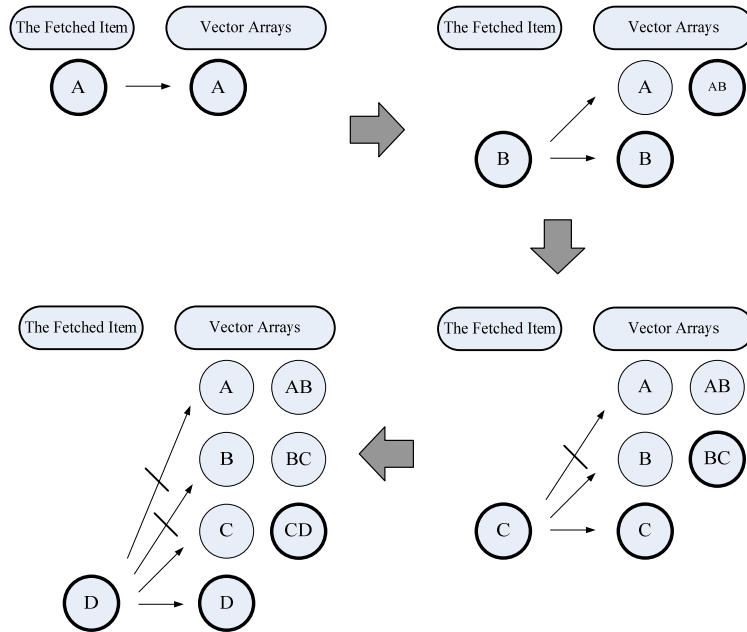 The Fetched Item
Vector Arrays
A
A
The Fetched Item
Vector Arrays
A
AB
B
B
The Fetched Item
Vector Arrays
A
AB
B
BC
C
CD
D
D
The Fetched Item
Vector Arrays
A
AB
B
BC
C
C